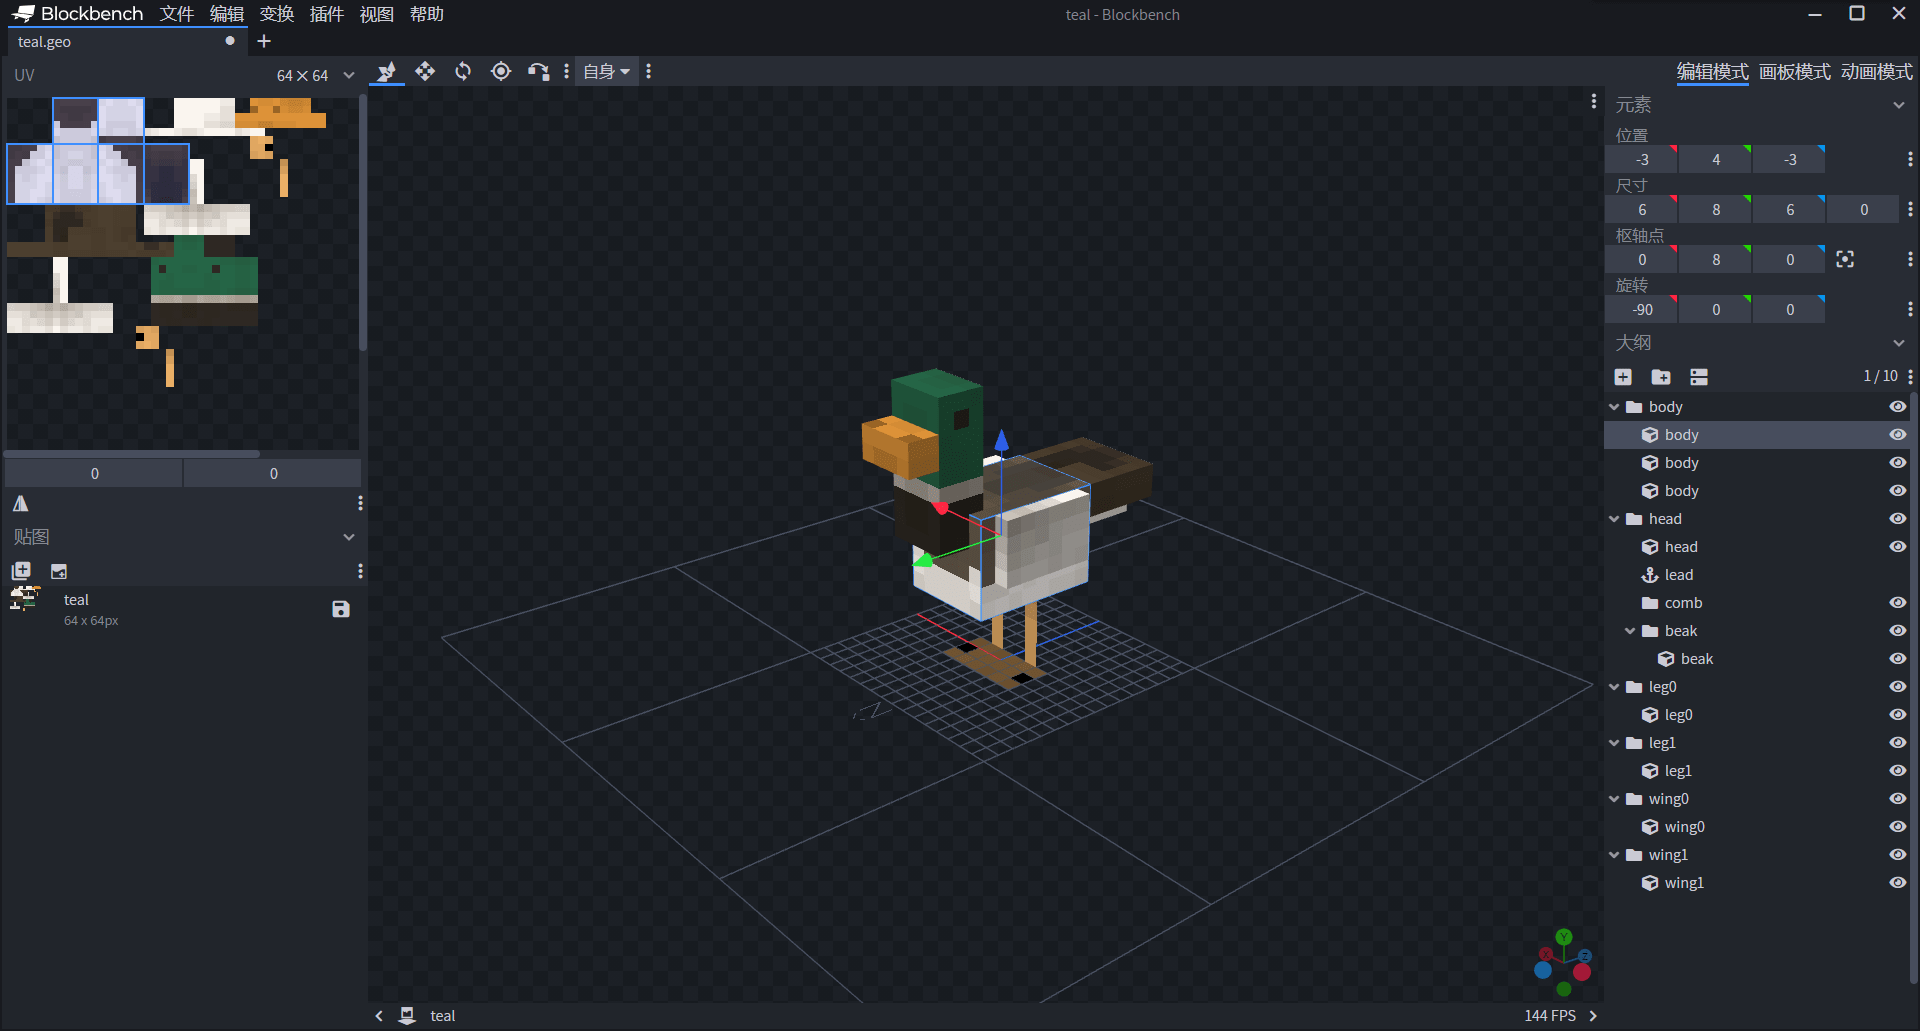 Blockbench 文件 编辑 变换 插件 视图 帮助
teal - Blockbench
teal.geo
UV
64 × 64
自身
编辑模式 画板模式 动画模式
元素
位置
-3 4 -3
尺寸
6 8 6 0
枢轴点
0 8 0
旋转
-90 0 0
大纲
1 / 10
body
body
body
body
head
head
lead
comb
beak
beak
leg0
leg0
leg1
leg1
wing0
wing0
wing1
wing1
0 0
贴图
teal
64 x 64px
Y
X
Z
teal
144 FPS